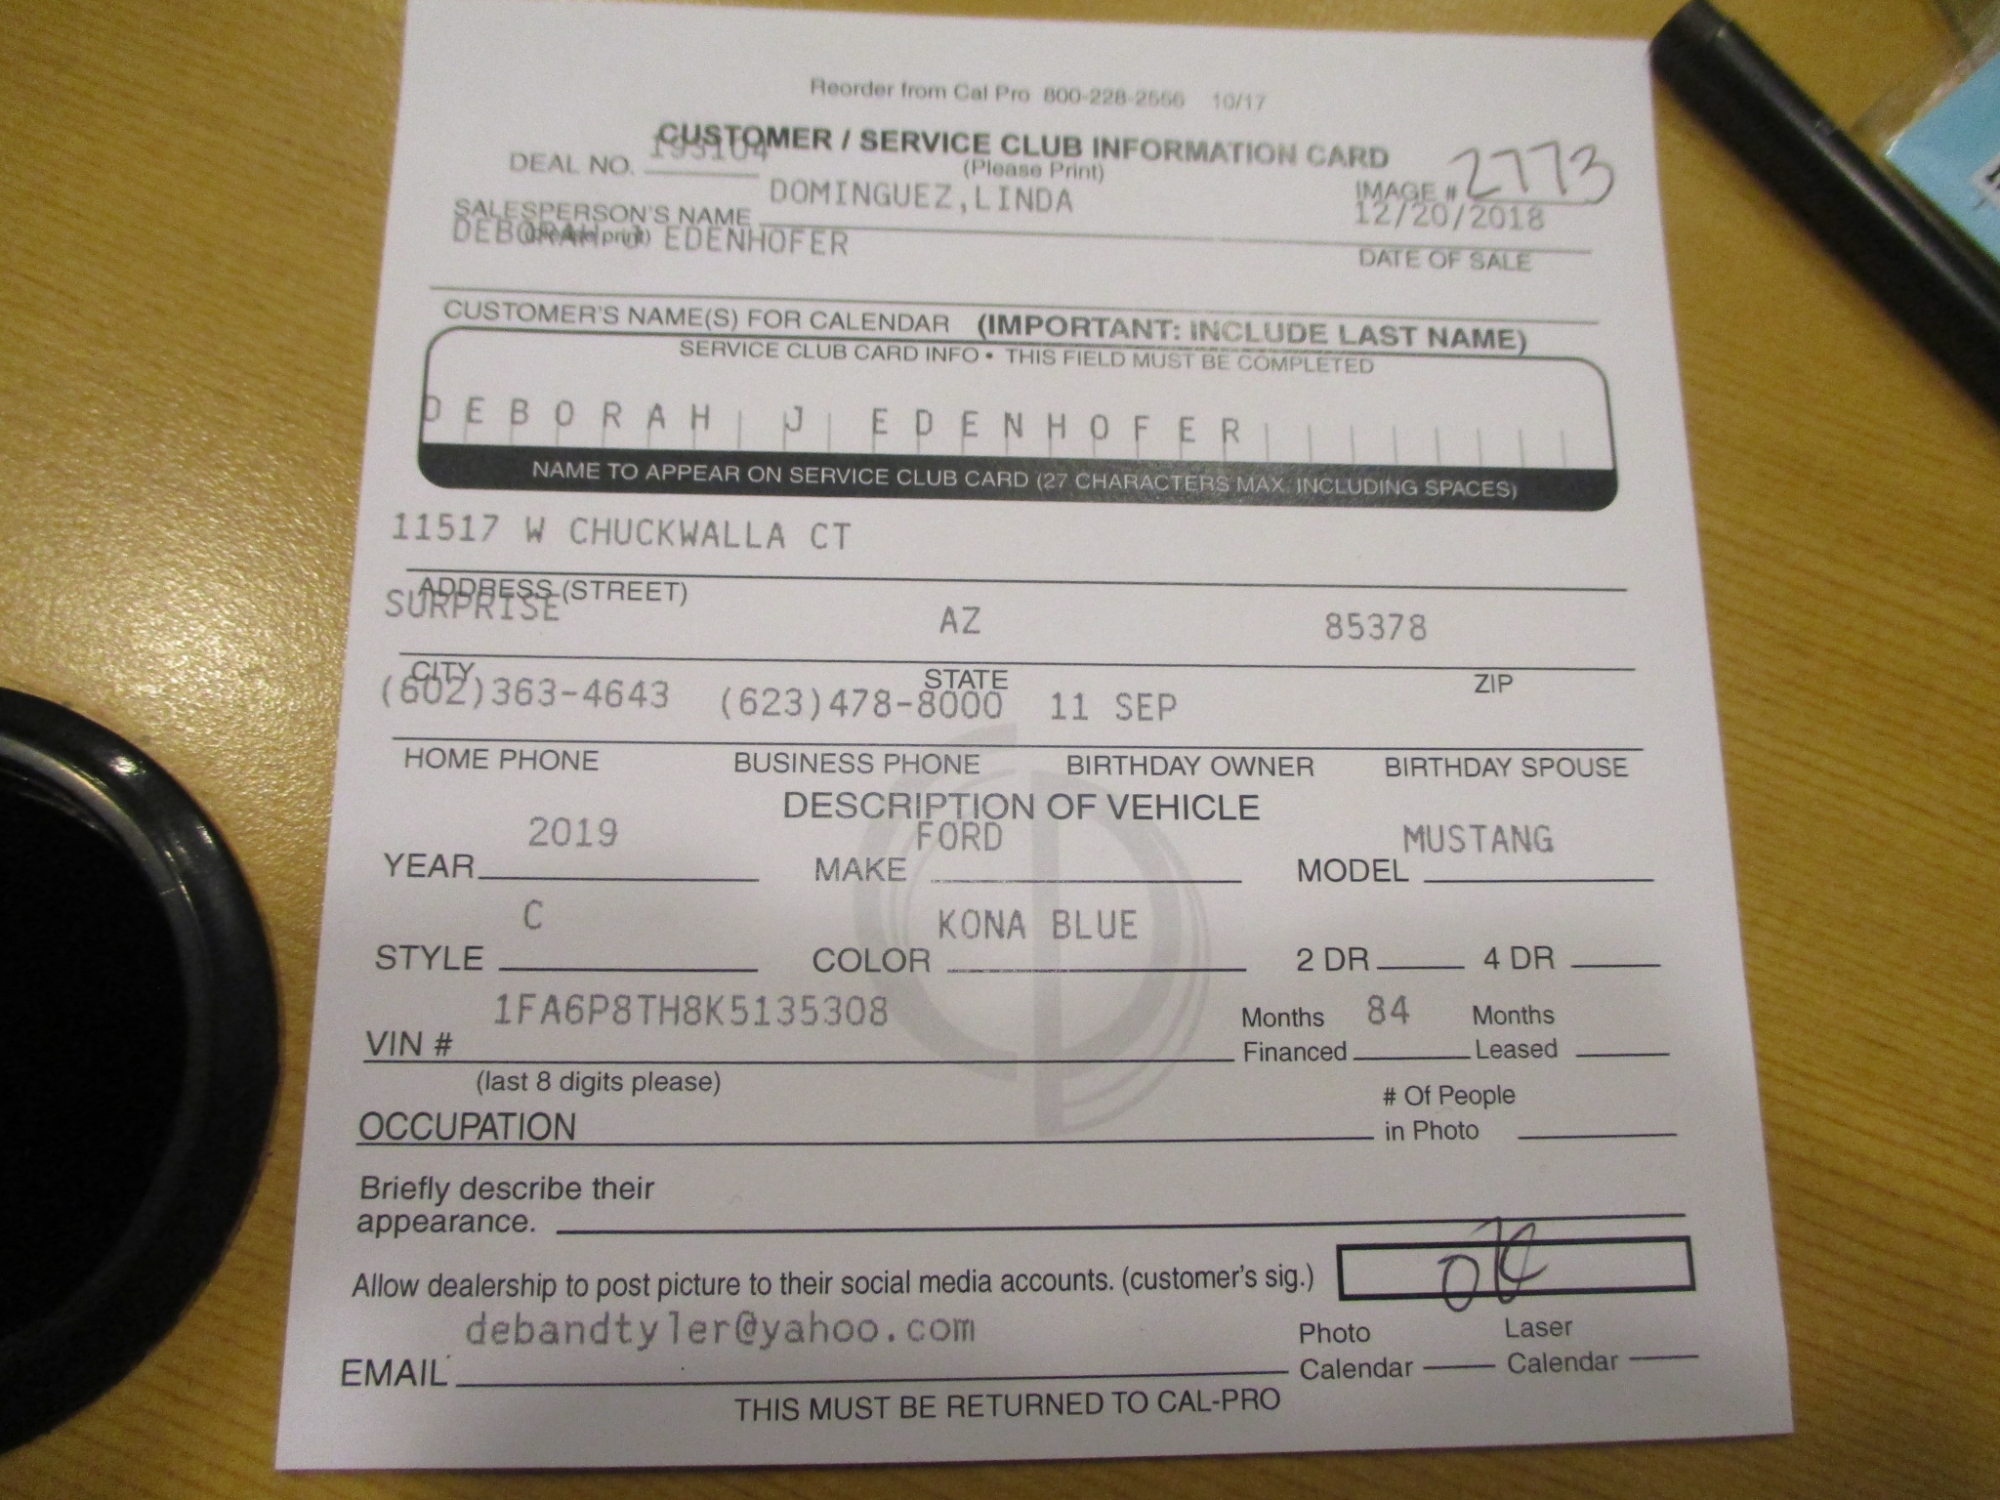 Reorder from Cal Pro 800-228-2666 10/17
CUSTOMER / SERVICE CLUB INFORMATION CARD
(Please Print)
DEAL NO. 193104
IMAGE # 2773
DOMINGUEZ,LINDA
12/20/2018
SALESPERSON'S NAME
(please print)
DEBORAH J EDENHOFER
DATE OF SALE
CUSTOMER'S NAME(S) FOR CALENDAR (IMPORTANT: INCLUDE LAST NAME)
SERVICE CLUB CARD INFO • THIS FIELD MUST BE COMPLETED
DEBORAH J EDENHOFER
NAME TO APPEAR ON SERVICE CLUB CARD (27 CHARACTERS MAX. INCLUDING SPACES)
11517 W CHUCKWALLA CT
ADDRESS (STREET)
SURPRISE AZ 85378
CITY STATE ZIP
(602)363-4643 (623)478-8000 11 SEP
HOME PHONE BUSINESS PHONE BIRTHDAY OWNER BIRTHDAY SPOUSE
DESCRIPTION OF VEHICLE
2019 FORD MUSTANG
YEAR MAKE MODEL
C KONA BLUE
STYLE COLOR 2 DR 4 DR
1FA6P8TH8K5135308 Months 84 Months
VIN # Financed Leased
(last 8 digits please)
# Of People
OCCUPATION in Photo
Briefly describe their
appearance.
Allow dealership to post picture to their social media accounts. (customer's sig.) OK
debandtyler@yahoo.com Photo Laser
EMAIL Calendar Calendar
THIS MUST BE RETURNED TO CAL-PRO